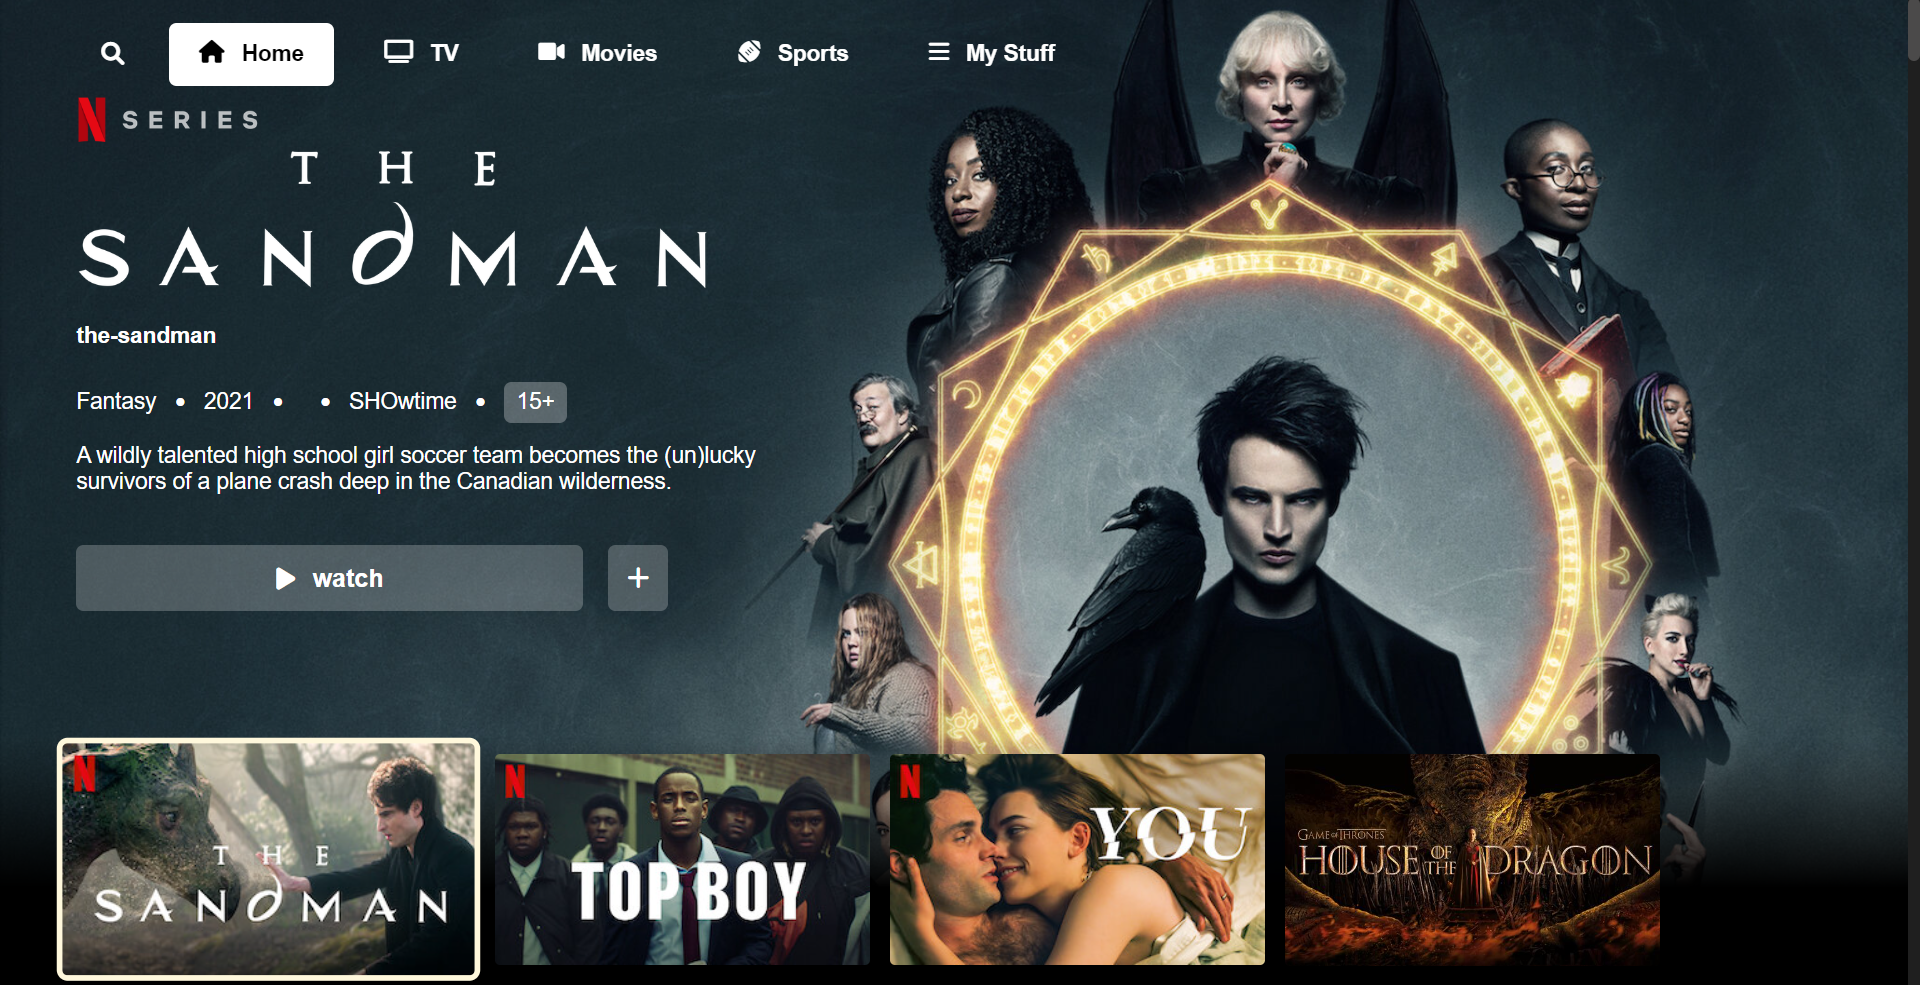 Home
TV
Movies
Sports
My Stuff
N SERIES
THE
SANDMAN
the-sandman
Fantasy • 2021 • • SHOwtime • 15+
A wildly talented high school girl soccer team becomes the (un)lucky
survivors of a plane crash deep in the Canadian wilderness.
watch
N
THE
SANDMAN
N
TOP BOY
N
YOU
GAME OF THRONES
HOUSE OF THE DRAGON